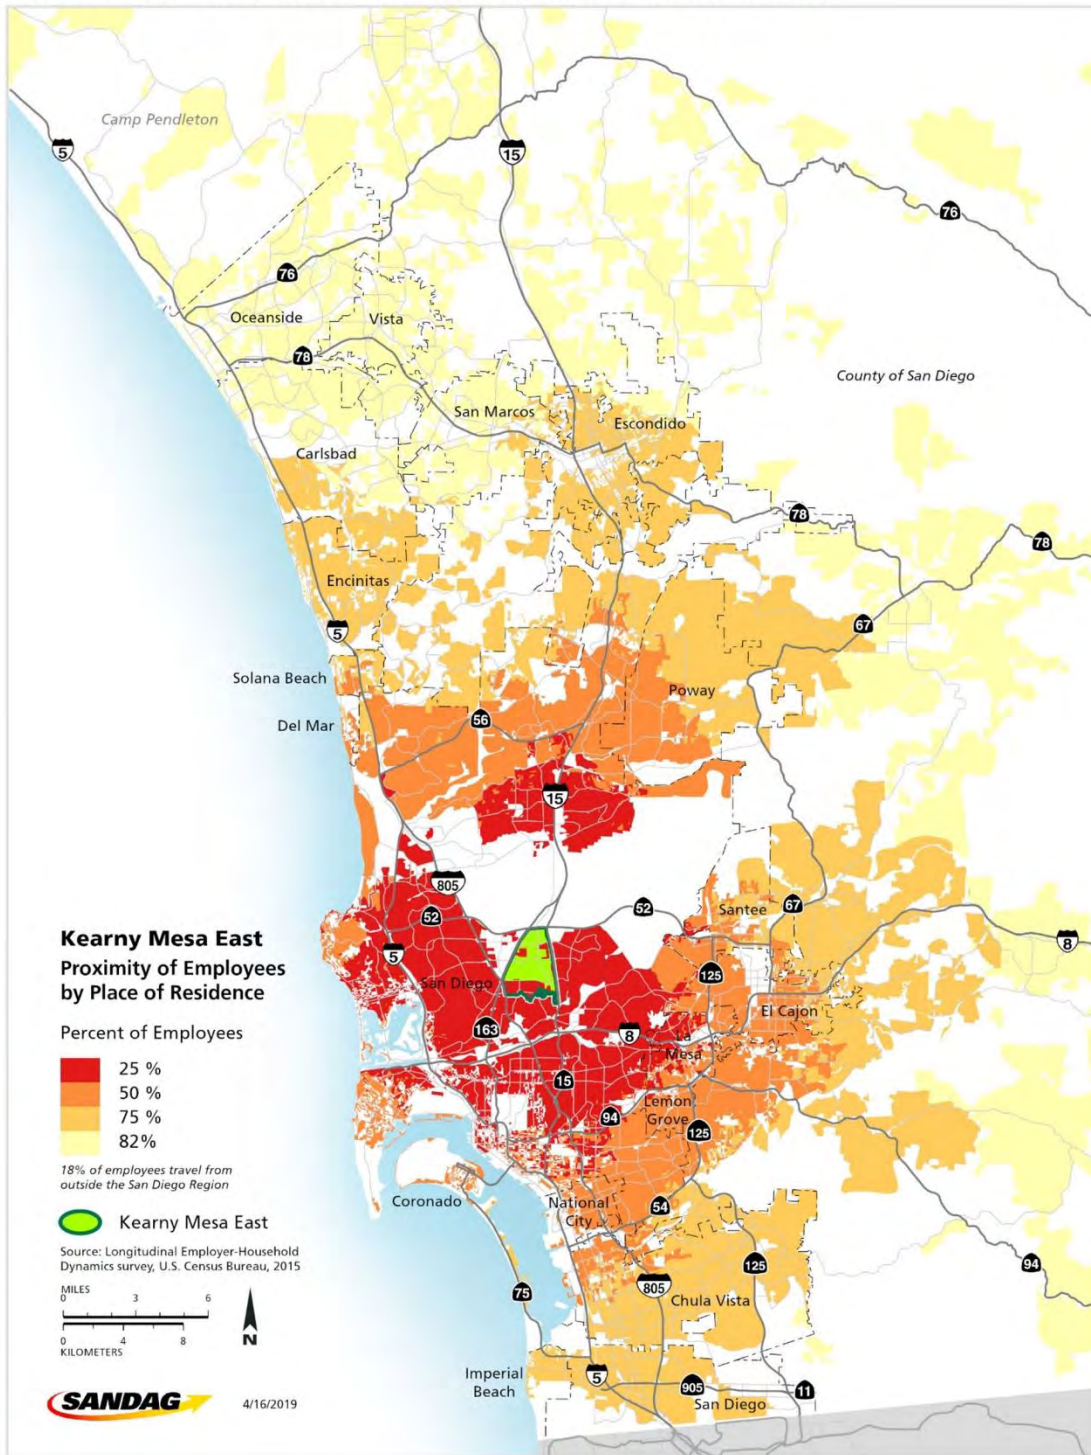 Camp Pendleton
5
15
76
76
Oceanside
Vista
78
County of San Diego
San Marcos
Escondido
Carlsbad
78
78
Encinitas
67
5
Solana Beach
Poway
56
Del Mar
15
805
52
52
Santee
67
8
5
125
San Diego
El Cajon
163
8
La
Mesa
15
94
Lemon
Grove
125
Coronado
National
City
54
125
94
75
805
Chula Vista
Imperial
Beach
5
905
11
San Diego
Kearny Mesa East
Proximity of Employees
by Place of Residence
Percent of Employees
25 %
50 %
75 %
82%
18% of employees travel from
outside the San Diego Region
Kearny Mesa East
Source: Longitudinal Employer-Household
Dynamics survey, U.S. Census Bureau, 2015
MILES
0 3 6
0 4 8
KILOMETERS
N
SANDAG
4/16/2019